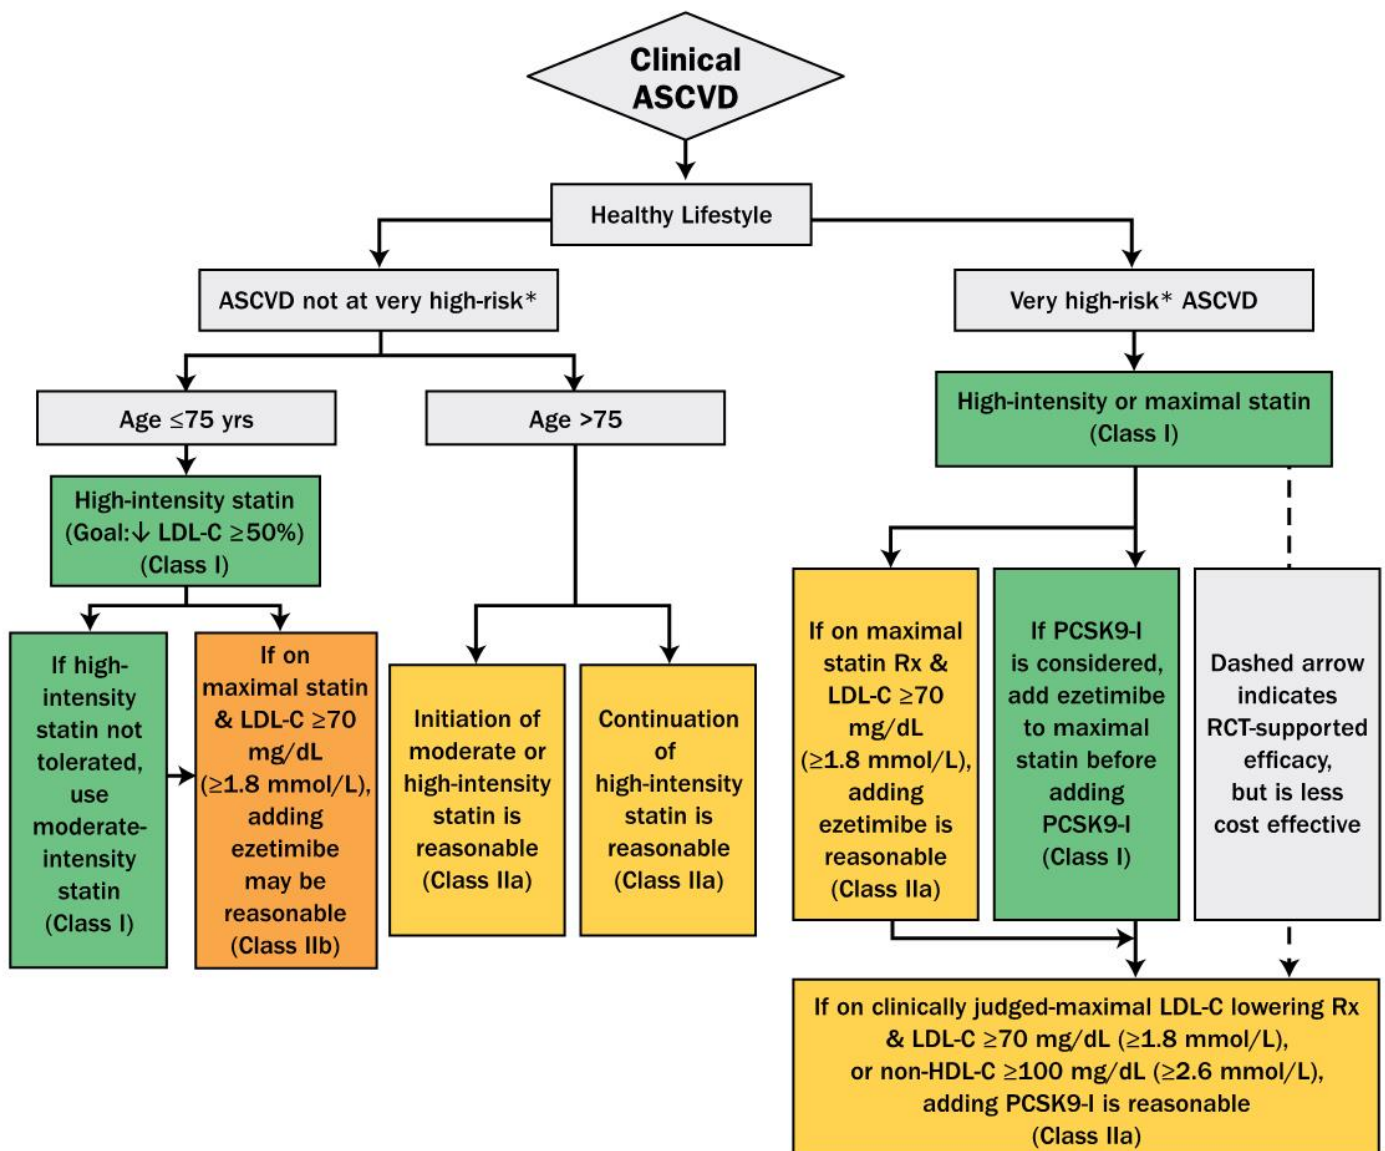 Clinical
ASCVD
Healthy Lifestyle
ASCVD not at very high-risk*
Very high-risk* ASCVD
Age ≤75 yrs
Age >75
High-intensity or maximal statin
(Class I)
High-intensity statin
(Goal:↓ LDL-C ≥50%)
(Class I)
If high-
intensity
statin not
tolerated,
use
moderate-
intensity
statin
(Class I)
If on
maximal statin
& LDL-C ≥70
mg/dL
(≥1.8 mmol/L),
adding
ezetimibe
may be
reasonable
(Class IIb)
Initiation of
moderate or
high-intensity
statin is
reasonable
(Class IIa)
Continuation
of
high-intensity
statin is
reasonable
(Class IIa)
If on maximal
statin Rx &
LDL-C ≥70
mg/dL
(≥1.8 mmol/L),
adding
ezetimibe is
reasonable
(Class IIa)
If PCSK9-I
is considered,
add ezetimibe
to maximal
statin before
adding
PCSK9-I
(Class I)
Dashed arrow
indicates
RCT-supported
efficacy,
but is less
cost effective
If on clinically judged-maximal LDL-C lowering Rx
& LDL-C ≥70 mg/dL (≥1.8 mmol/L),
or non-HDL-C ≥100 mg/dL (≥2.6 mmol/L),
adding PCSK9-I is reasonable
(Class IIa)